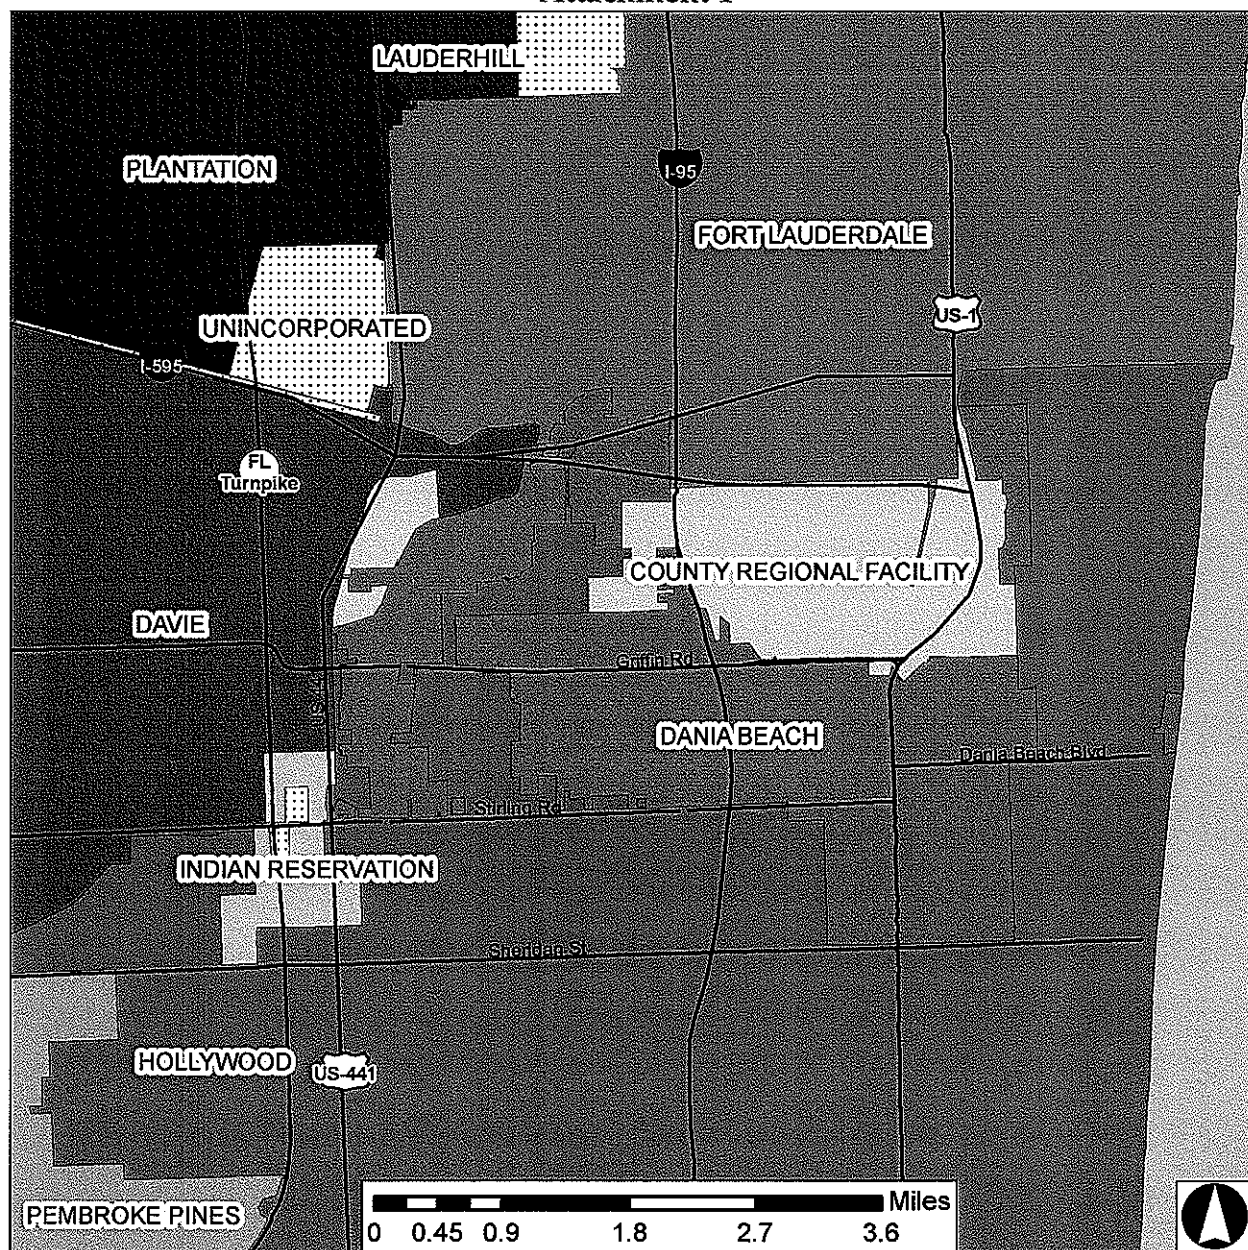 LAUDERHILL
PLANTATION
I-95
FORT LAUDERDALE
US-1
UNINCORPORATED
I-595
FL
Turnpike
COUNTY REGIONAL FACILITY
DAVIE
Griffin Rd
DANIA BEACH
Dania Beach Blvd
Stirling Rd
INDIAN RESERVATION
Sheridan St
HOLLYWOOD
US-441
PEMBROKE PINES
Miles
0 0.45 0.9 1.8 2.7 3.6